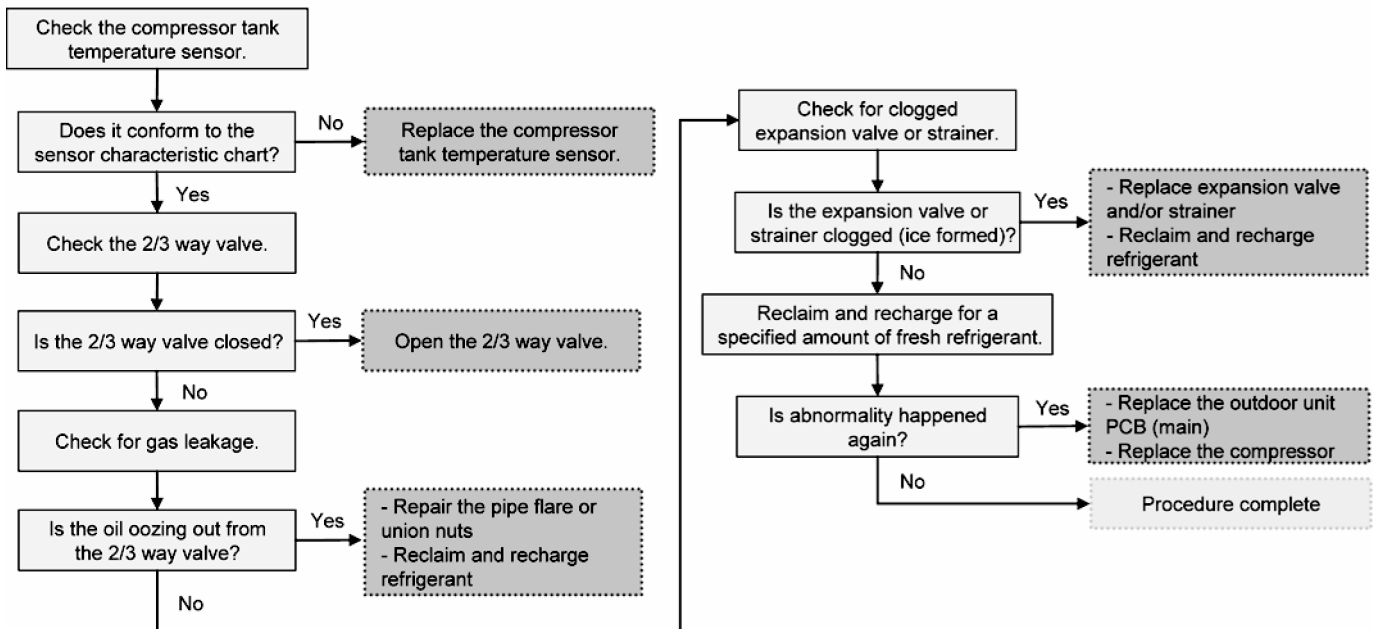 Check the compressor tank
temperature sensor.
Does it conform to the
sensor characteristic chart?
No
Replace the compressor
tank temperature sensor.
Yes
Check the 2/3 way valve.
Is the 2/3 way valve closed?
Yes
Open the 2/3 way valve.
No
Check for gas leakage.
Is the oil oozing out from
the 2/3 way valve?
Yes
- Repair the pipe flare or
union nuts
- Reclaim and recharge
refrigerant
No
Check for clogged
expansion valve or strainer.
Is the expansion valve or
strainer clogged (ice formed)?
Yes
- Replace expansion valve
and/or strainer
- Reclaim and recharge
refrigerant
No
Reclaim and recharge for a
specified amount of fresh refrigerant.
Is abnormality happened
again?
Yes
- Replace the outdoor unit
PCB (main)
- Replace the compressor
No
Procedure complete